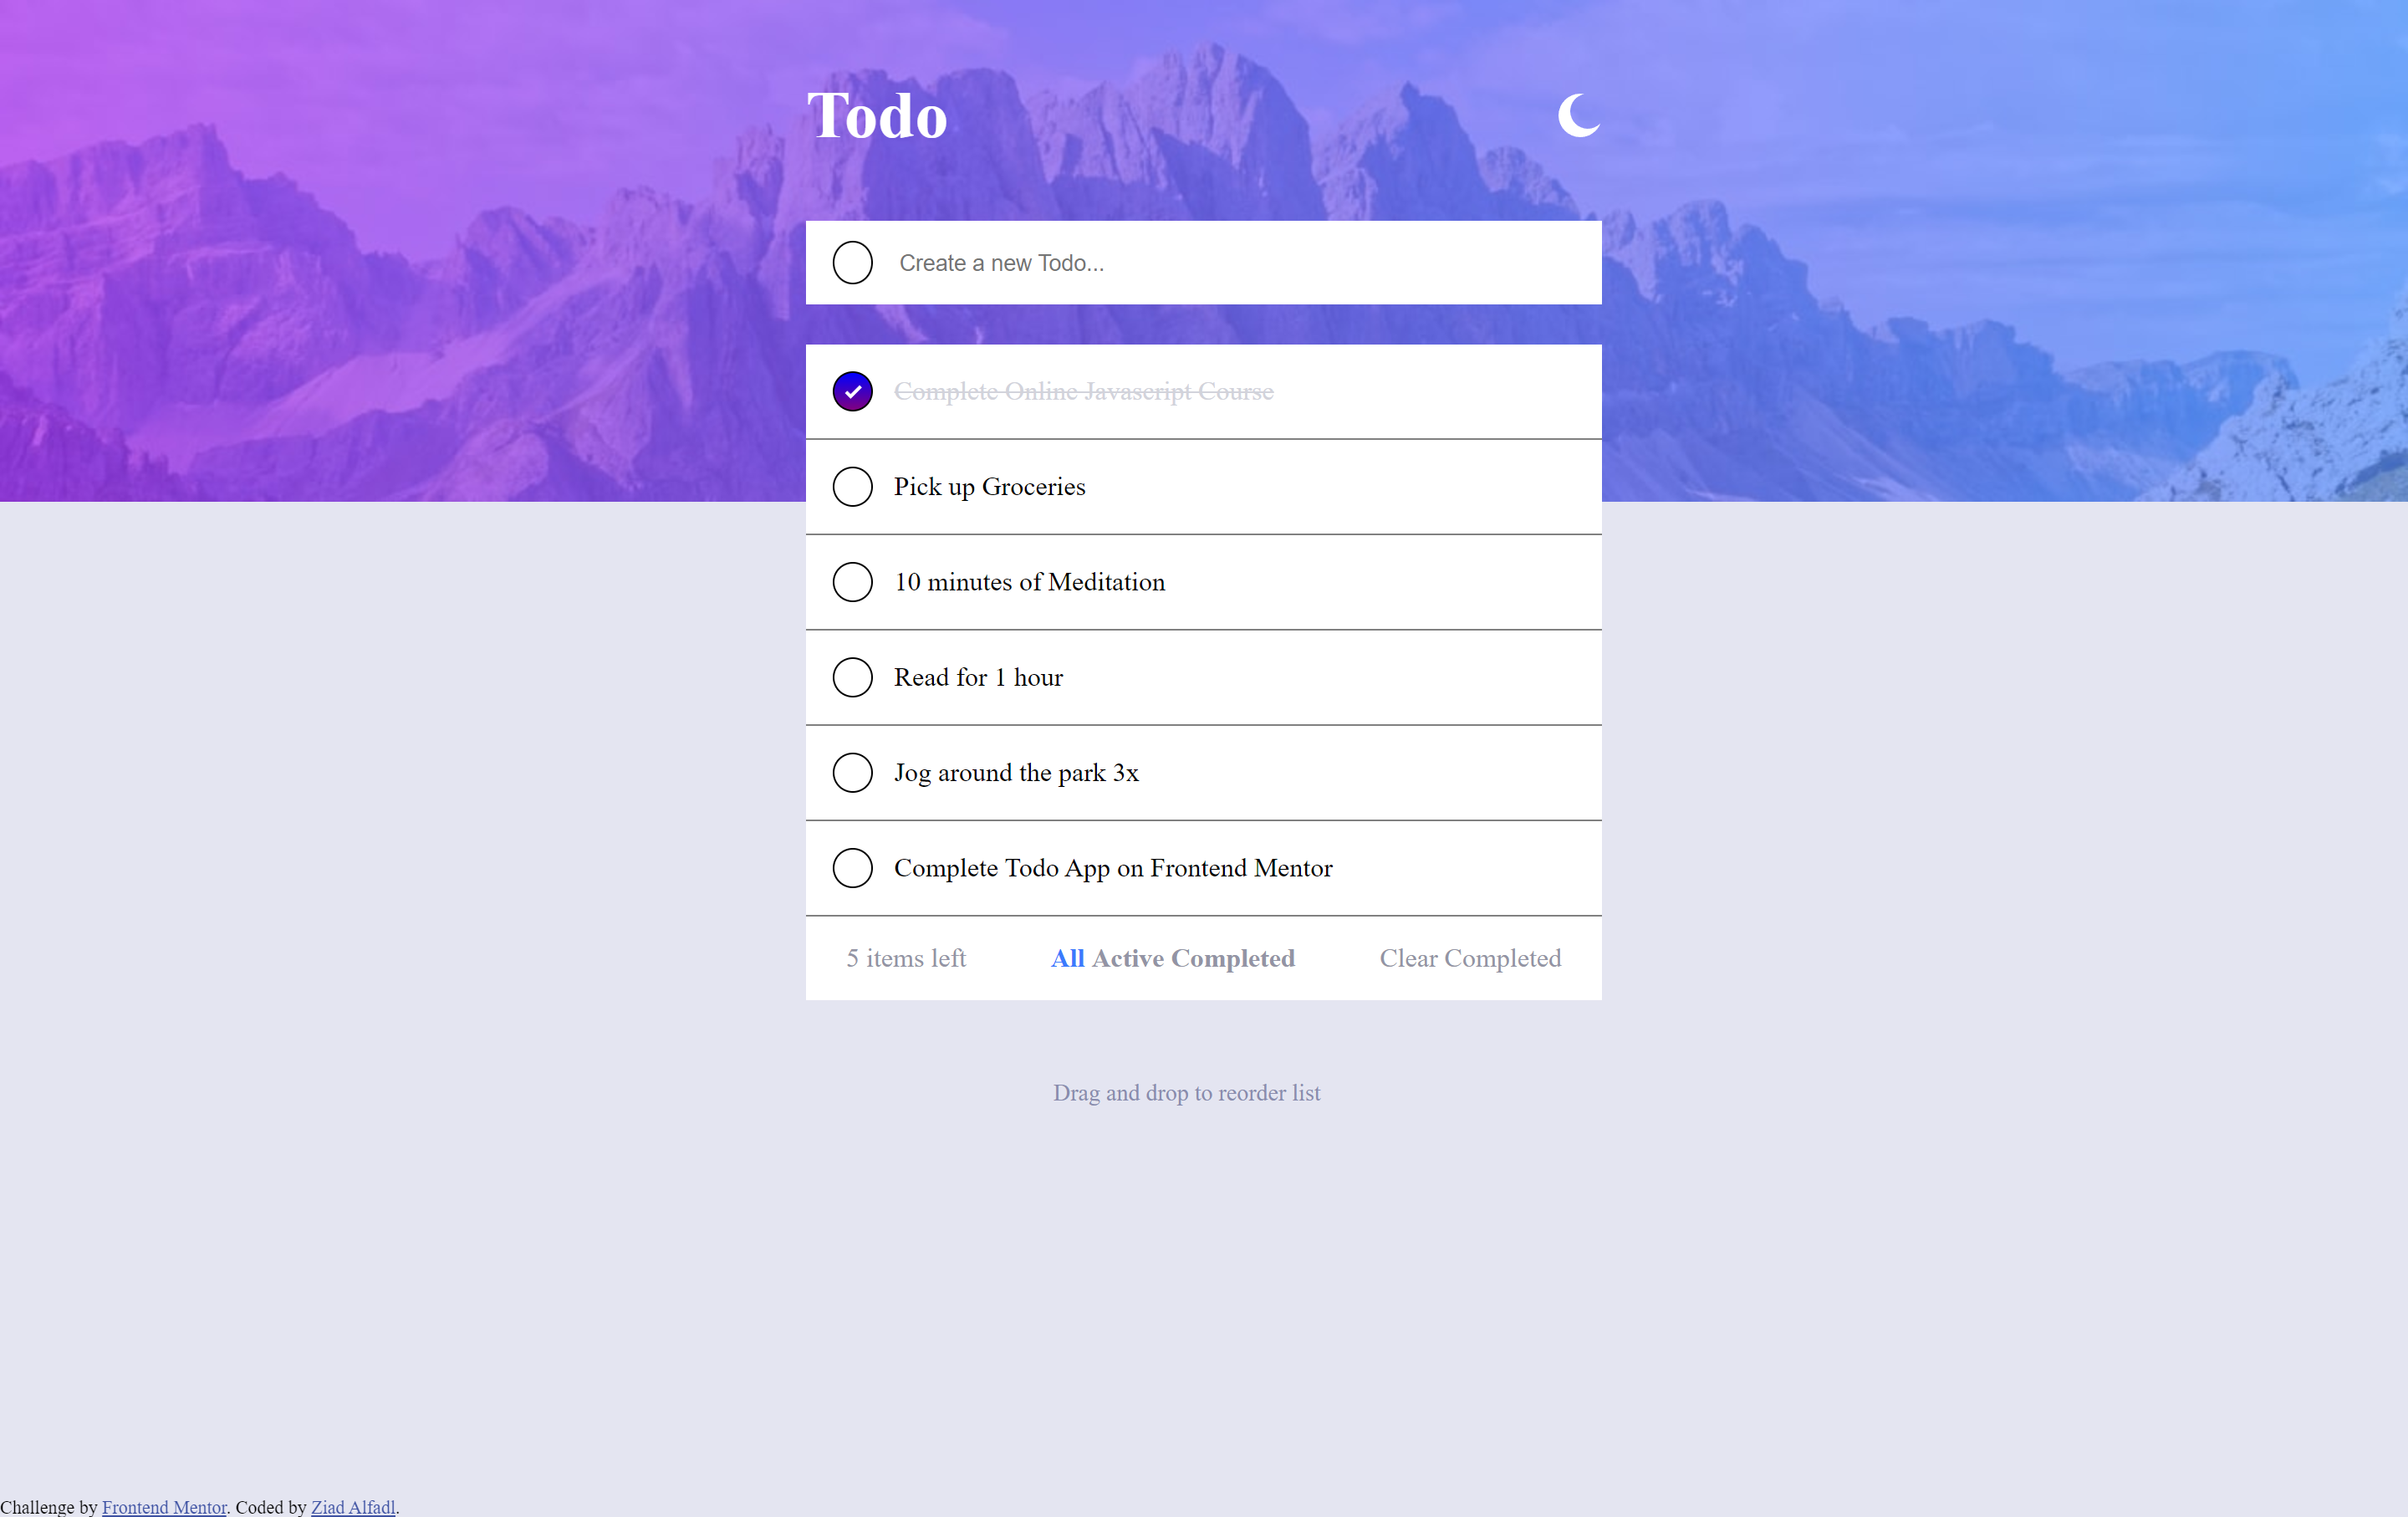 Todo
Create a new Todo...
Complete Online Javascript Course
Pick up Groceries
10 minutes of Meditation
Read for 1 hour
Jog around the park 3x
Complete Todo App on Frontend Mentor
5 items left All Active Completed Clear Completed
Drag and drop to reorder list
Challenge by Frontend Mentor. Coded by Ziad Alfadl.